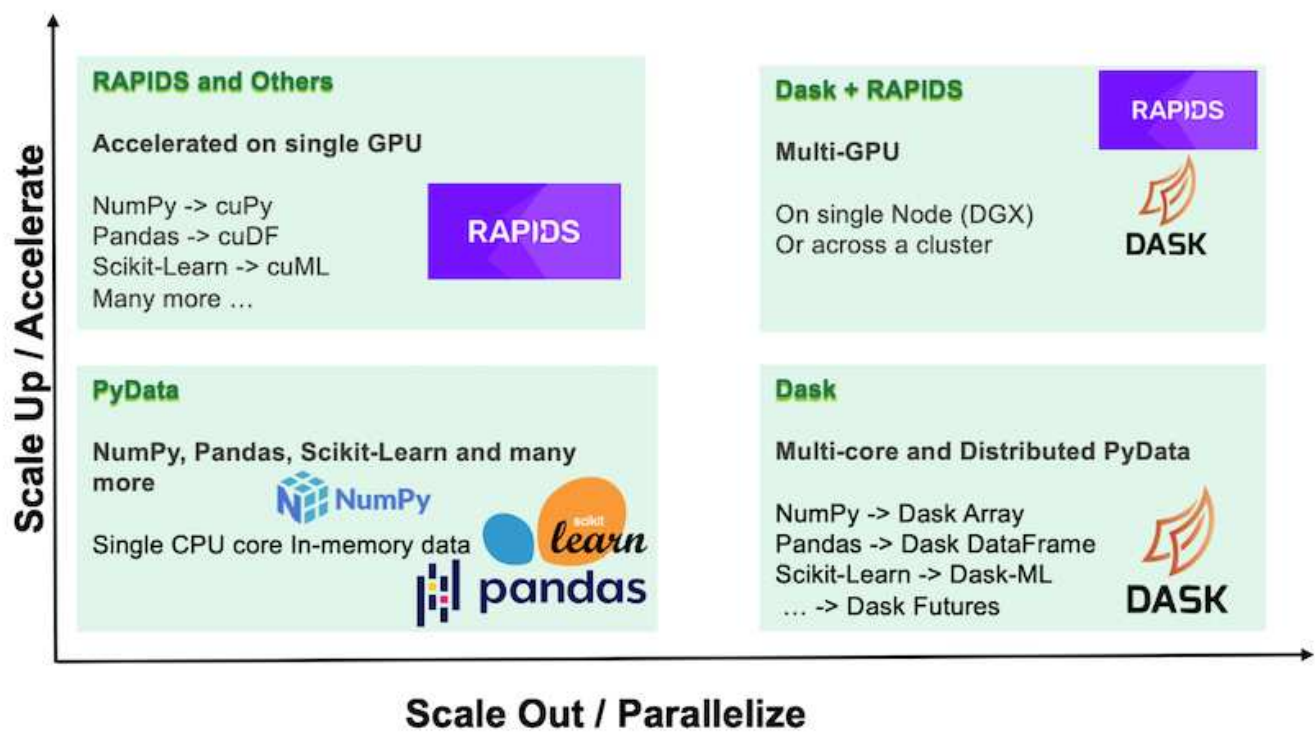 Scale Up / Accelerate
RAPIDS and Others
Accelerated on single GPU
NumPy -> cuPy
Pandas -> cuDF
Scikit-Learn -> cuML
Many more …
RAPIDS
Dask + RAPIDS
Multi-GPU
On single Node (DGX)
Or across a cluster
RAPIDS
DASK
PyData
NumPy, Pandas, Scikit-Learn and many
more
NumPy
Single CPU core In-memory data
scikit
learn
pandas
Dask
Multi-core and Distributed PyData
NumPy -> Dask Array
Pandas -> Dask DataFrame
Scikit-Learn -> Dask-ML
… -> Dask Futures
DASK
Scale Out / Parallelize